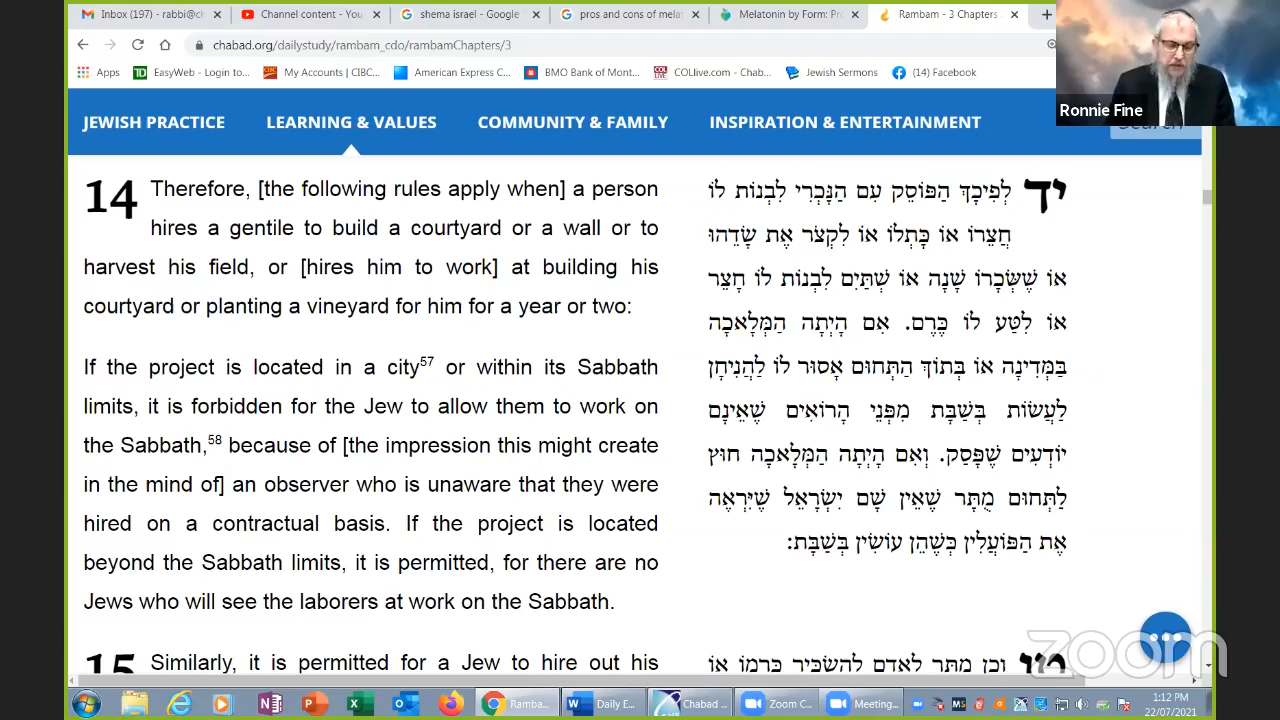 Inbox (197) - rabbi@c
Channel content - You
shema israel - Google
pros and cons of mela
Melatonin by Form: Pr
Rambam - 3 Chapters
chabad.org/dailystudy/rambam_cdo/rambamChapters/3
Apps
EasyWeb - Login to...
My Accounts | CIBC...
American Express C...
BMO Bank of Mont...
COLlive.com - Chab...
Jewish Sermons
(14) Facebook
Ronnie Fine
JEWISH PRACTICE
LEARNING & VALUES
COMMUNITY & FAMILY
INSPIRATION & ENTERTAINMENT
Search
14 Therefore, [the following rules apply when] a person
hires a gentile to build a courtyard or a wall or to
harvest his field, or [hires him to work] at building his
courtyard or planting a vineyard for him for a year or two:
If the project is located in a city57 or within its Sabbath
limits, it is forbidden for the Jew to allow them to work on
the Sabbath,58 because of [the impression this might create
in the mind of] an observer who is unaware that they were
hired on a contractual basis. If the project is located
beyond the Sabbath limits, it is permitted, for there are no
Jews who will see the laborers at work on the Sabbath.
15 Similarly, it is permitted for a Jew to hire out his
יד לְפִיכָךְ הַפּוֹסֵק עִם הַנָּכְרִי לִבְנוֹת לוֹ
חֲצֵרוֹ אוֹ כָּתְלוֹ אוֹ לִקְצֹר אֶת שָׂדֵהוּ
אוֹ שֶׁשְּׂכָרוֹ שָׁנָה אוֹ שְׁתַּיִם לִבְנוֹת לוֹ חָצֵר
אוֹ לִטַּע לוֹ כֶּרֶם. אִם הָיְתָה הַמְּלָאכָה
בַּמְּדִינָה אוֹ בְּתוֹךְ הַתְּחוּם אָסוּר לוֹ לַהֲנִיחָן
לַעֲשׂוֹת בְּשַׁבָּת מִפְּנֵי הָרוֹאִים שֶׁאֵינָם
יוֹדְעִים שֶׁפָּסַק. וְאִם הָיְתָה הַמְּלָאכָה חוּץ
לַתְּחוּם מֻתָּר שֶׁאֵין שָׁם יִשְׂרָאֵל שֶׁיִּרְאֶה
אֶת הַפּוֹעֲלִין כְּשֶׁהֵן עוֹשִׂין בְּשַׁבָּת:
טו וְכֵן מֻתָּר לְאָדָם לְהַשְׂכִּיר כַּרְמוֹ אוֹ
zoom
Ramba...
Daily E...
Chabad ...
Zoom C...
Meeting...
1:12 PM
22/07/2021